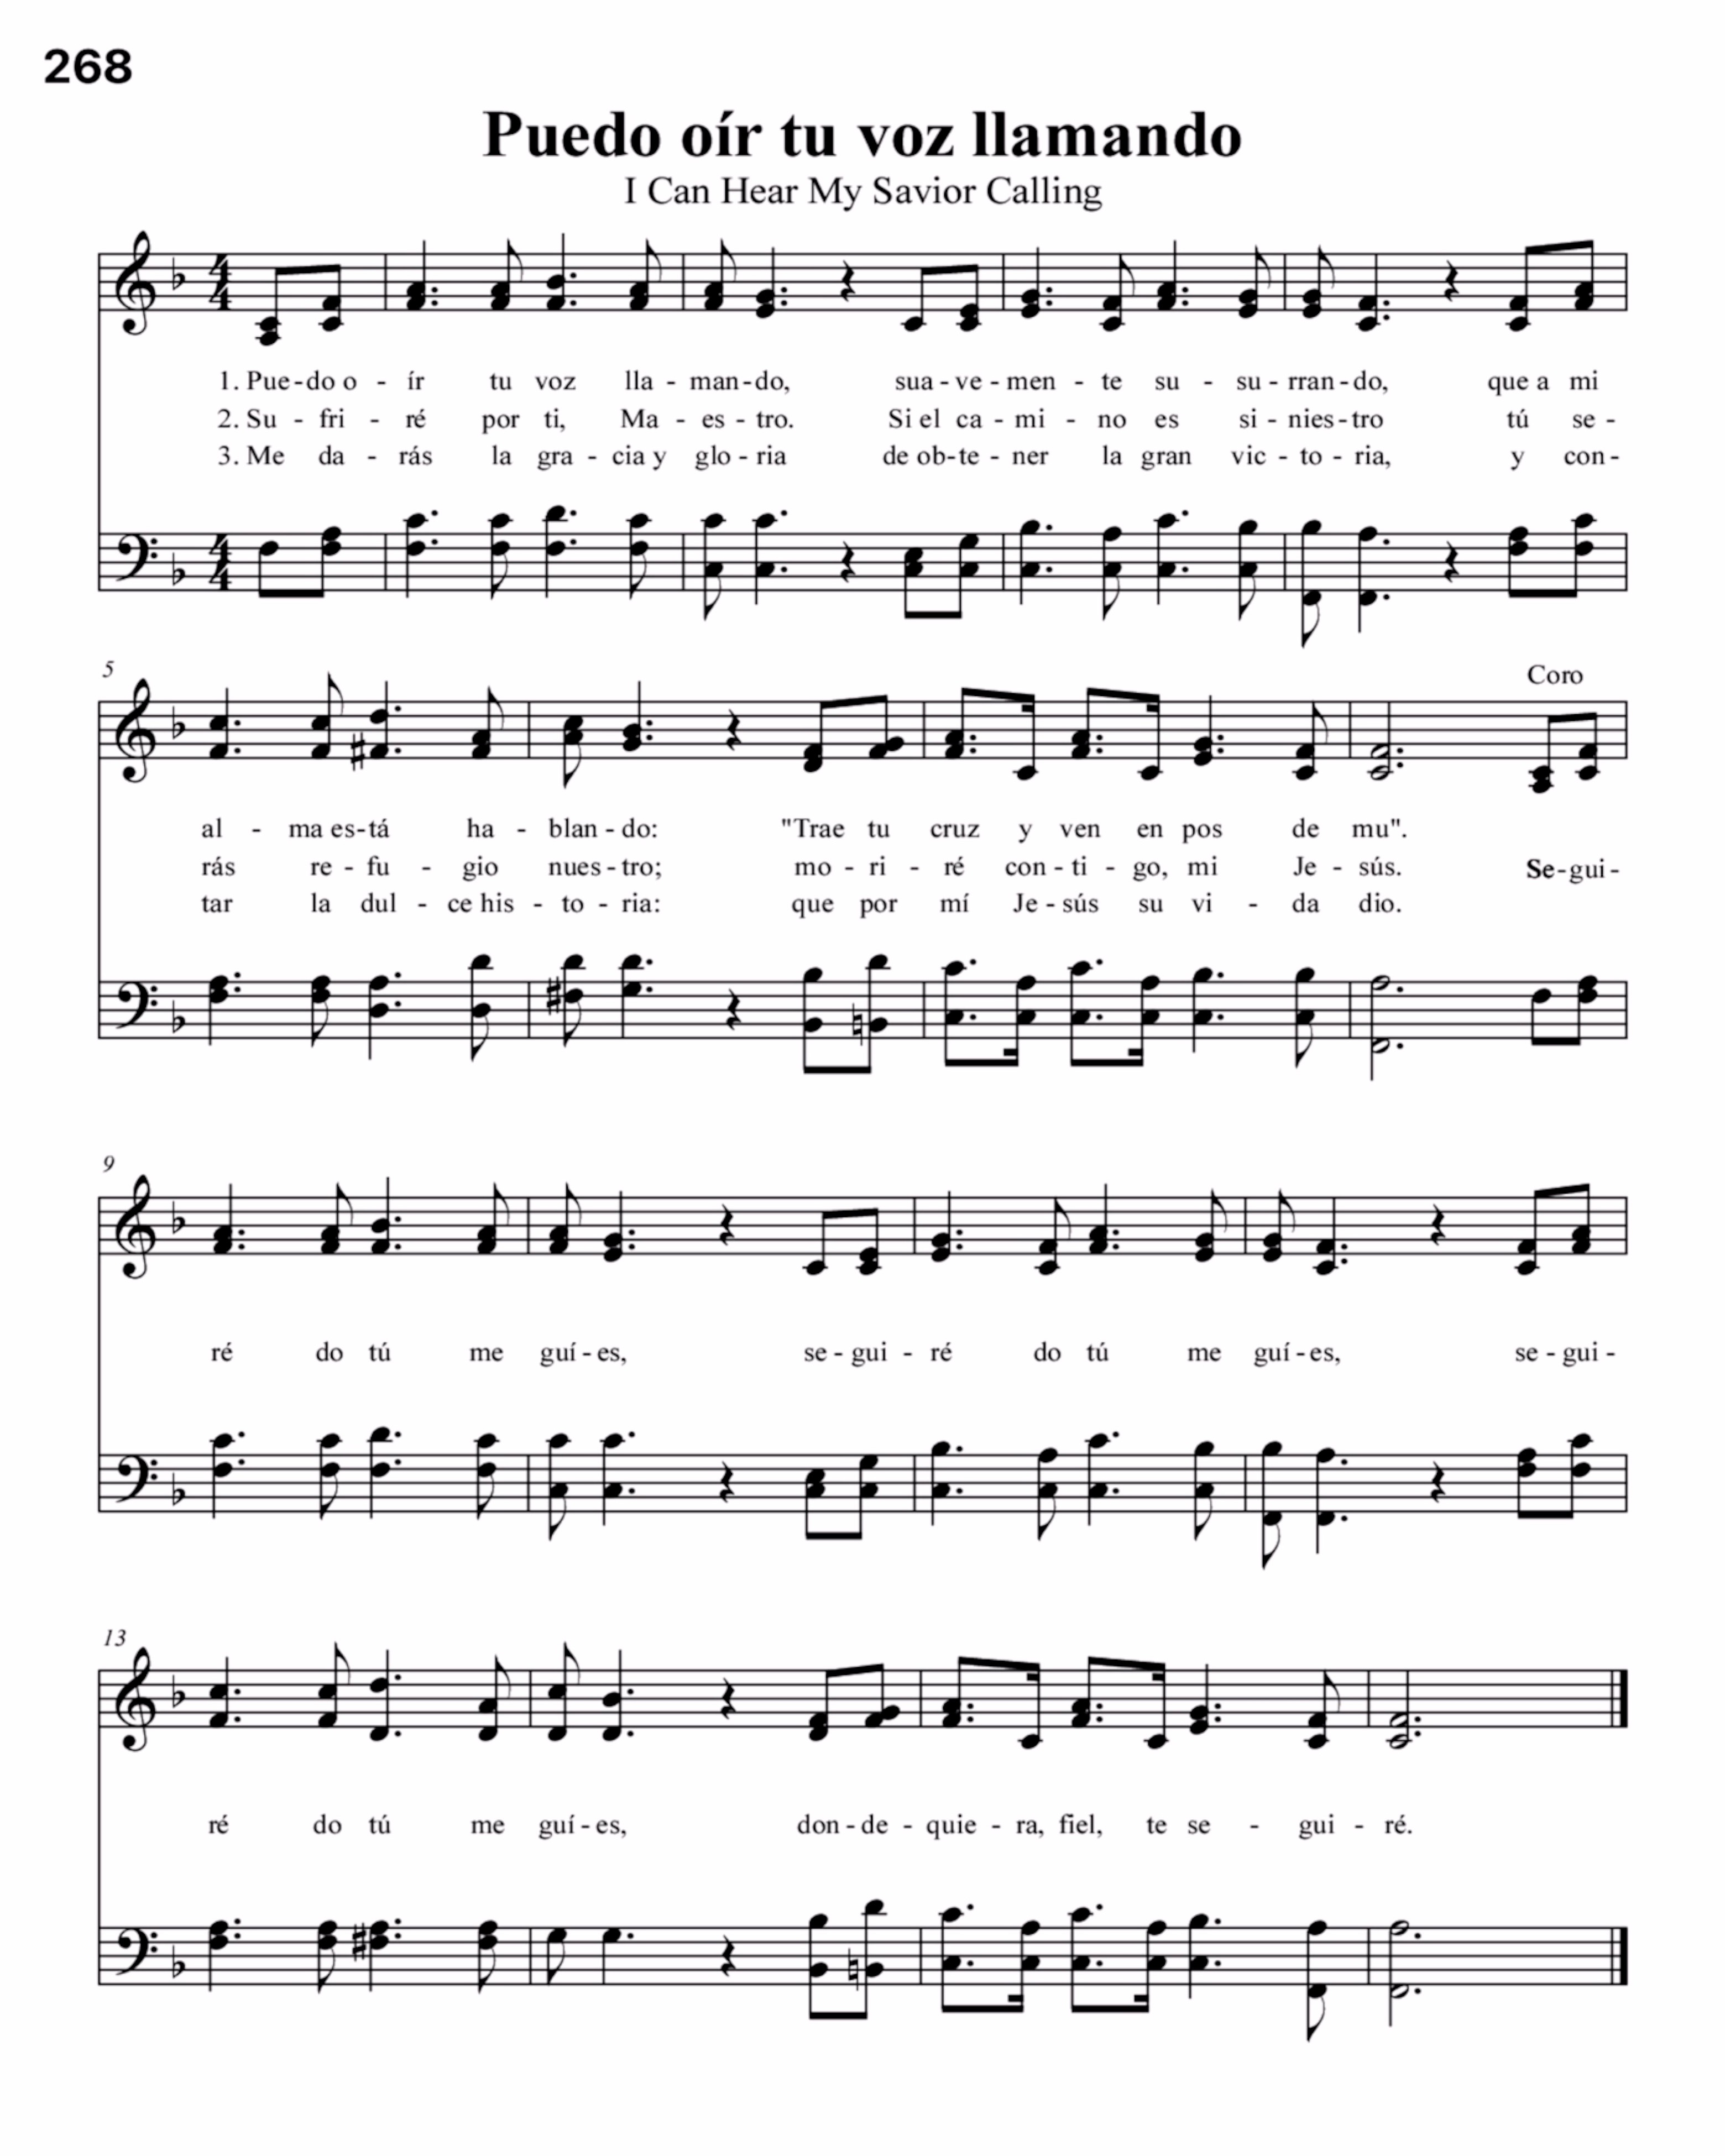 268
Puedo oír tu voz llamando
I Can Hear My Savior Calling
1. Pue-do o - ír tu voz lla - man-do, sua-ve-men - te su - su-rran-do, que a mi
2. Su - fri - ré por ti, Ma - es - tro. Si el ca - mi - no es si - nies-tro tú se -
3. Me da - rás la gra - cia y glo - ria de ob-te - ner la gran vic - to - ria, y con -
5
Coro
al - ma es-tá ha - blan - do: "Trae tu cruz y ven en pos de mu".
rás re - fu - gio nues-tro; mo - ri - ré con - ti - go, mi Je - sús. Se-gui-
tar la dul - ce his - to - ria: que por mí Je - sús su vi - da dio.
9
ré do tú me guí - es, se - gui - ré do tú me guí - es, se - gui -
13
ré do tú me guí - es, don - de - quie - ra, fiel, te se - gui - ré.